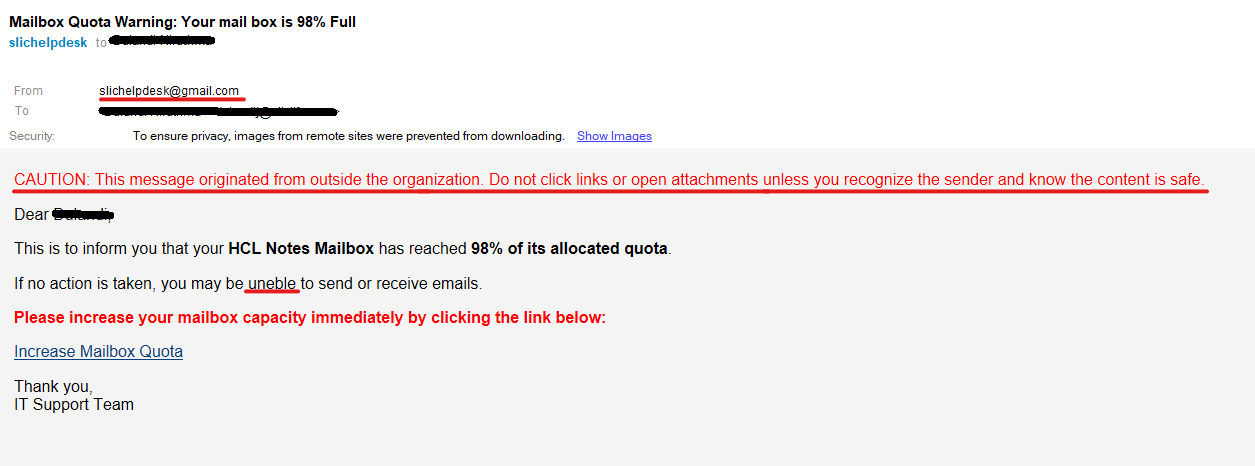 Mailbox Quota Warning: Your mail box is 98% Full
slichelpdesk to
From slichelpdesk@gmail.com
To
Security: To ensure privacy, images from remote sites were prevented from downloading. Show Images
CAUTION: This message originated from outside the organization. Do not click links or open attachments unless you recognize the sender and know the content is safe.
Dear
This is to inform you that your HCL Notes Mailbox has reached 98% of its allocated quota.
If no action is taken, you may be uneble to send or receive emails.
Please increase your mailbox capacity immediately by clicking the link below:
Increase Mailbox Quota
Thank you,
IT Support Team